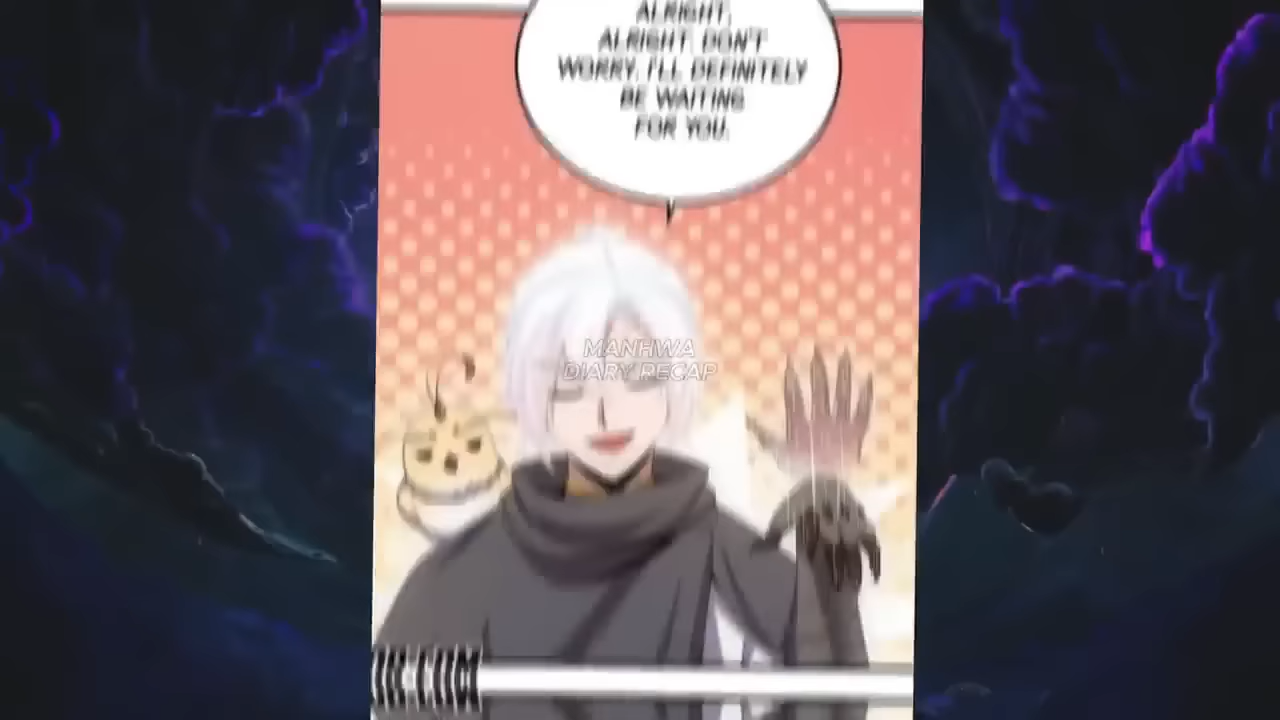 ALRIGHT,
ALRIGHT. DON'T
WORRY. I'LL DEFINITELY
BE WAITING
FOR YOU.
MANHWA
DIARY RECAP